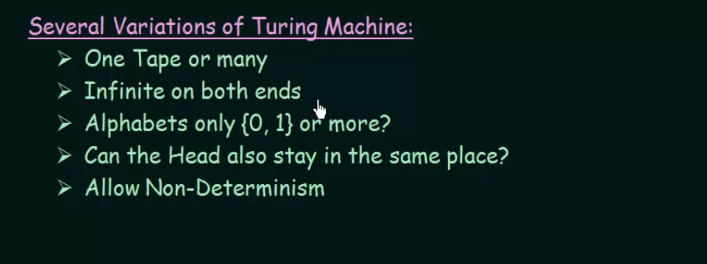 Several Variations of Turing Machine:
➢ One Tape or many
➢ Infinite on both ends
➢ Alphabets only {0, 1} or more?
➢ Can the Head also stay in the same place?
➢ Allow Non-Determinism